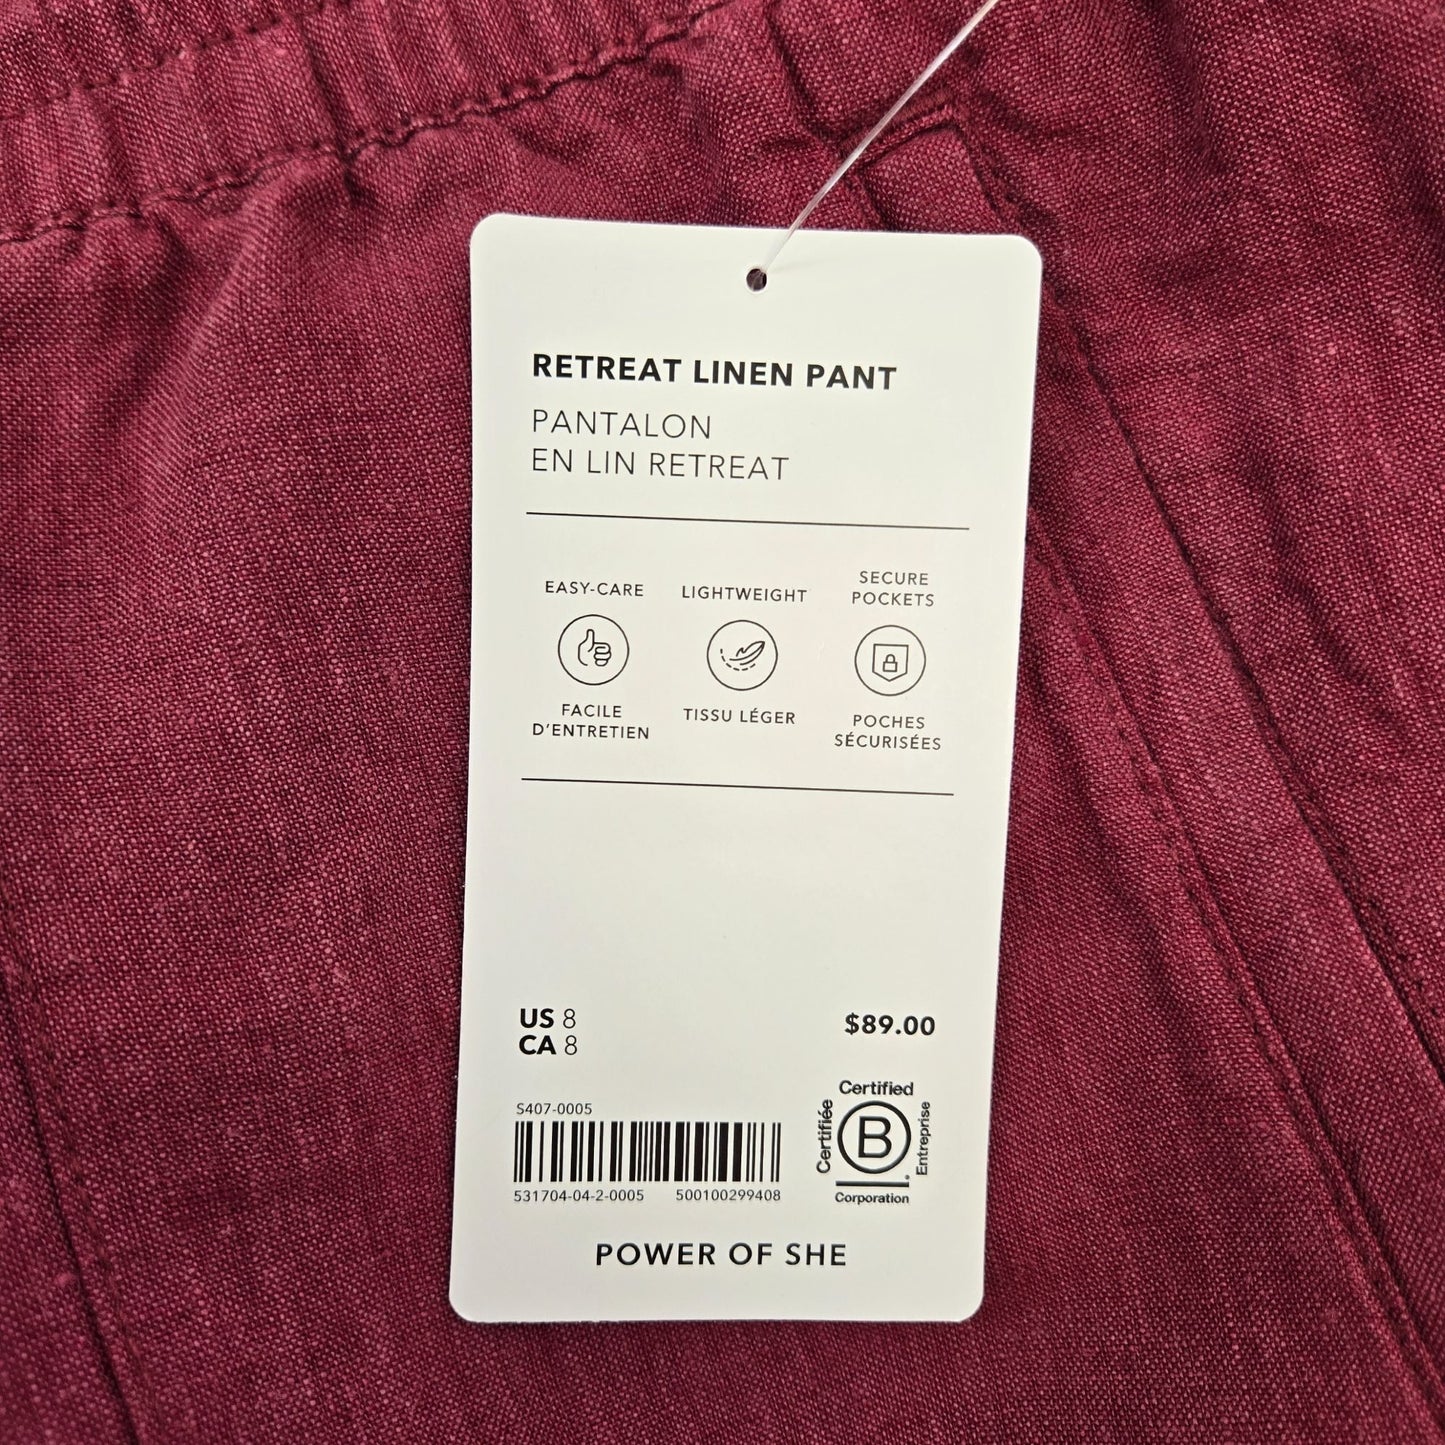 RETREAT LINEN PANT
PANTALON
EN LIN RETREAT
EASY-CARE
FACILE
D'ENTRETIEN
LIGHTWEIGHT
TISSU LÉGER
SECURE
POCKETS
POCHES
SÉCURISÉES
US 8
CA 8
$89.00
S407-0005
531704-04-2-0005 500100299408
Certified
Certifiée
B
Entreprise
Corporation
POWER OF SHE